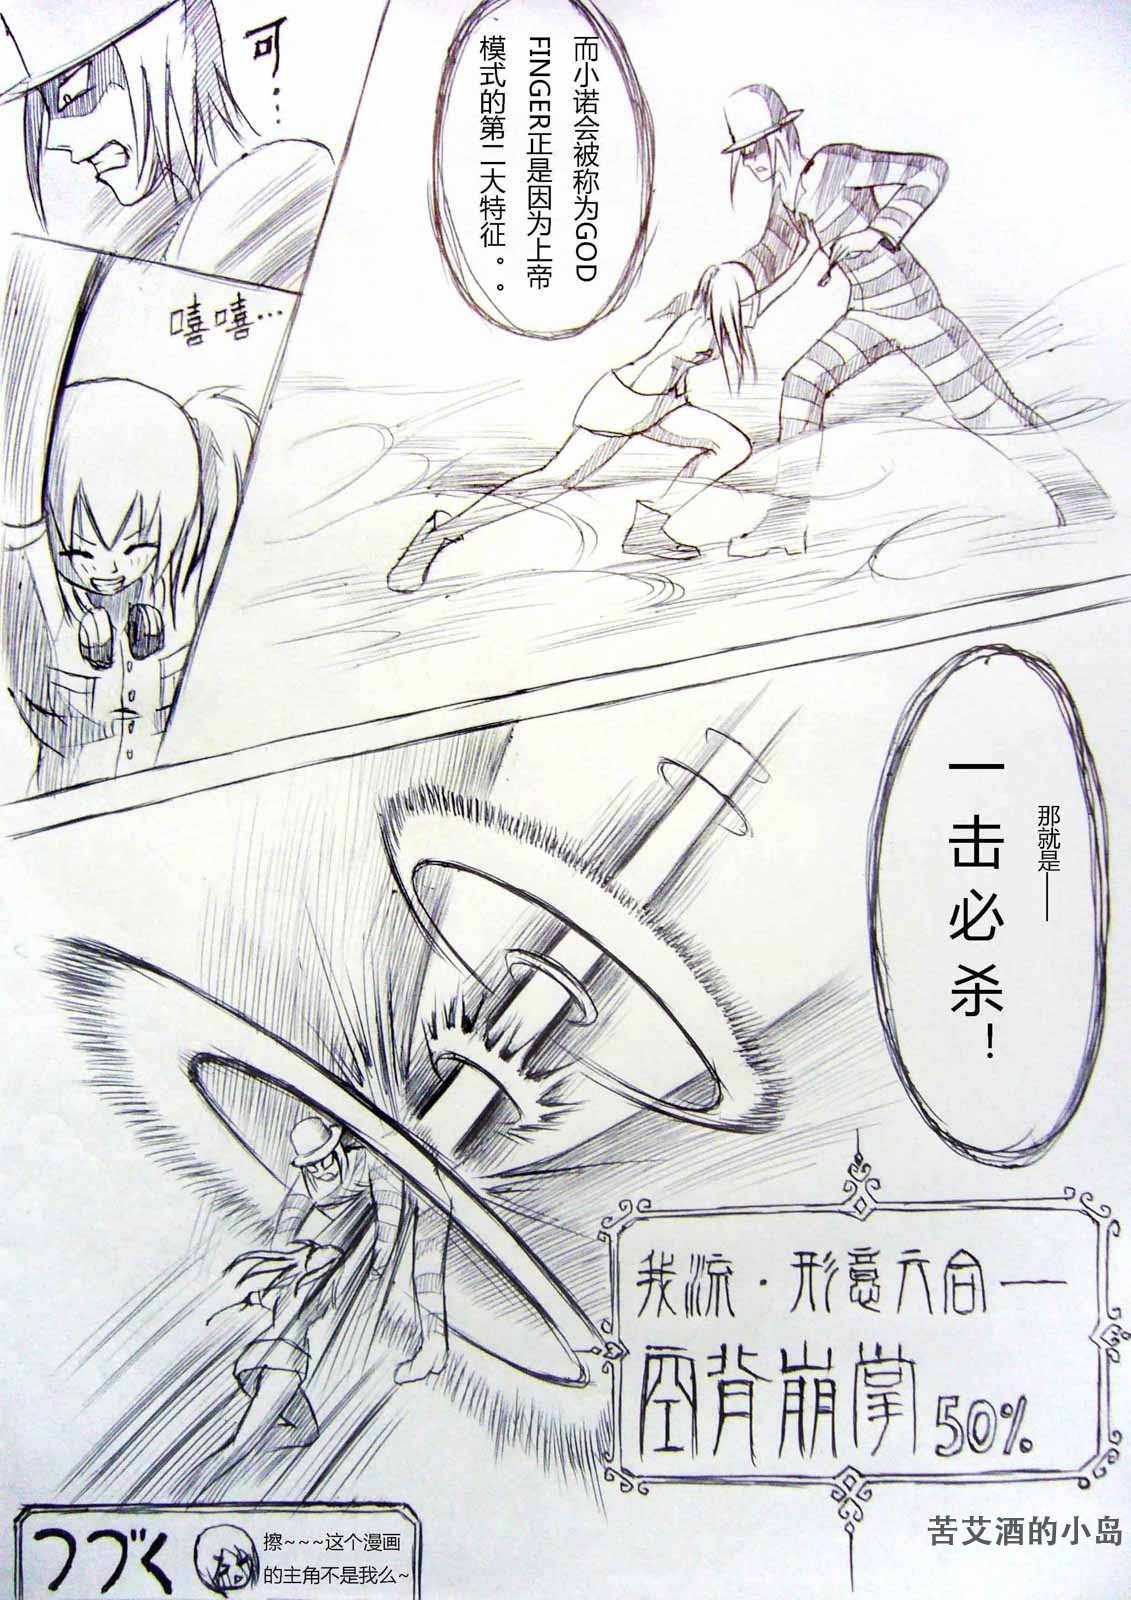 可…
嘻嘻…
而小诺会被称为GOD
FINGER正是因为上帝
模式的第二大特征。。
那就是——
一击必杀！
我流·形意六合—
空背崩掌50%
つづく
擦~~~这个漫画
的主角不是我么~
苦艾酒的小岛